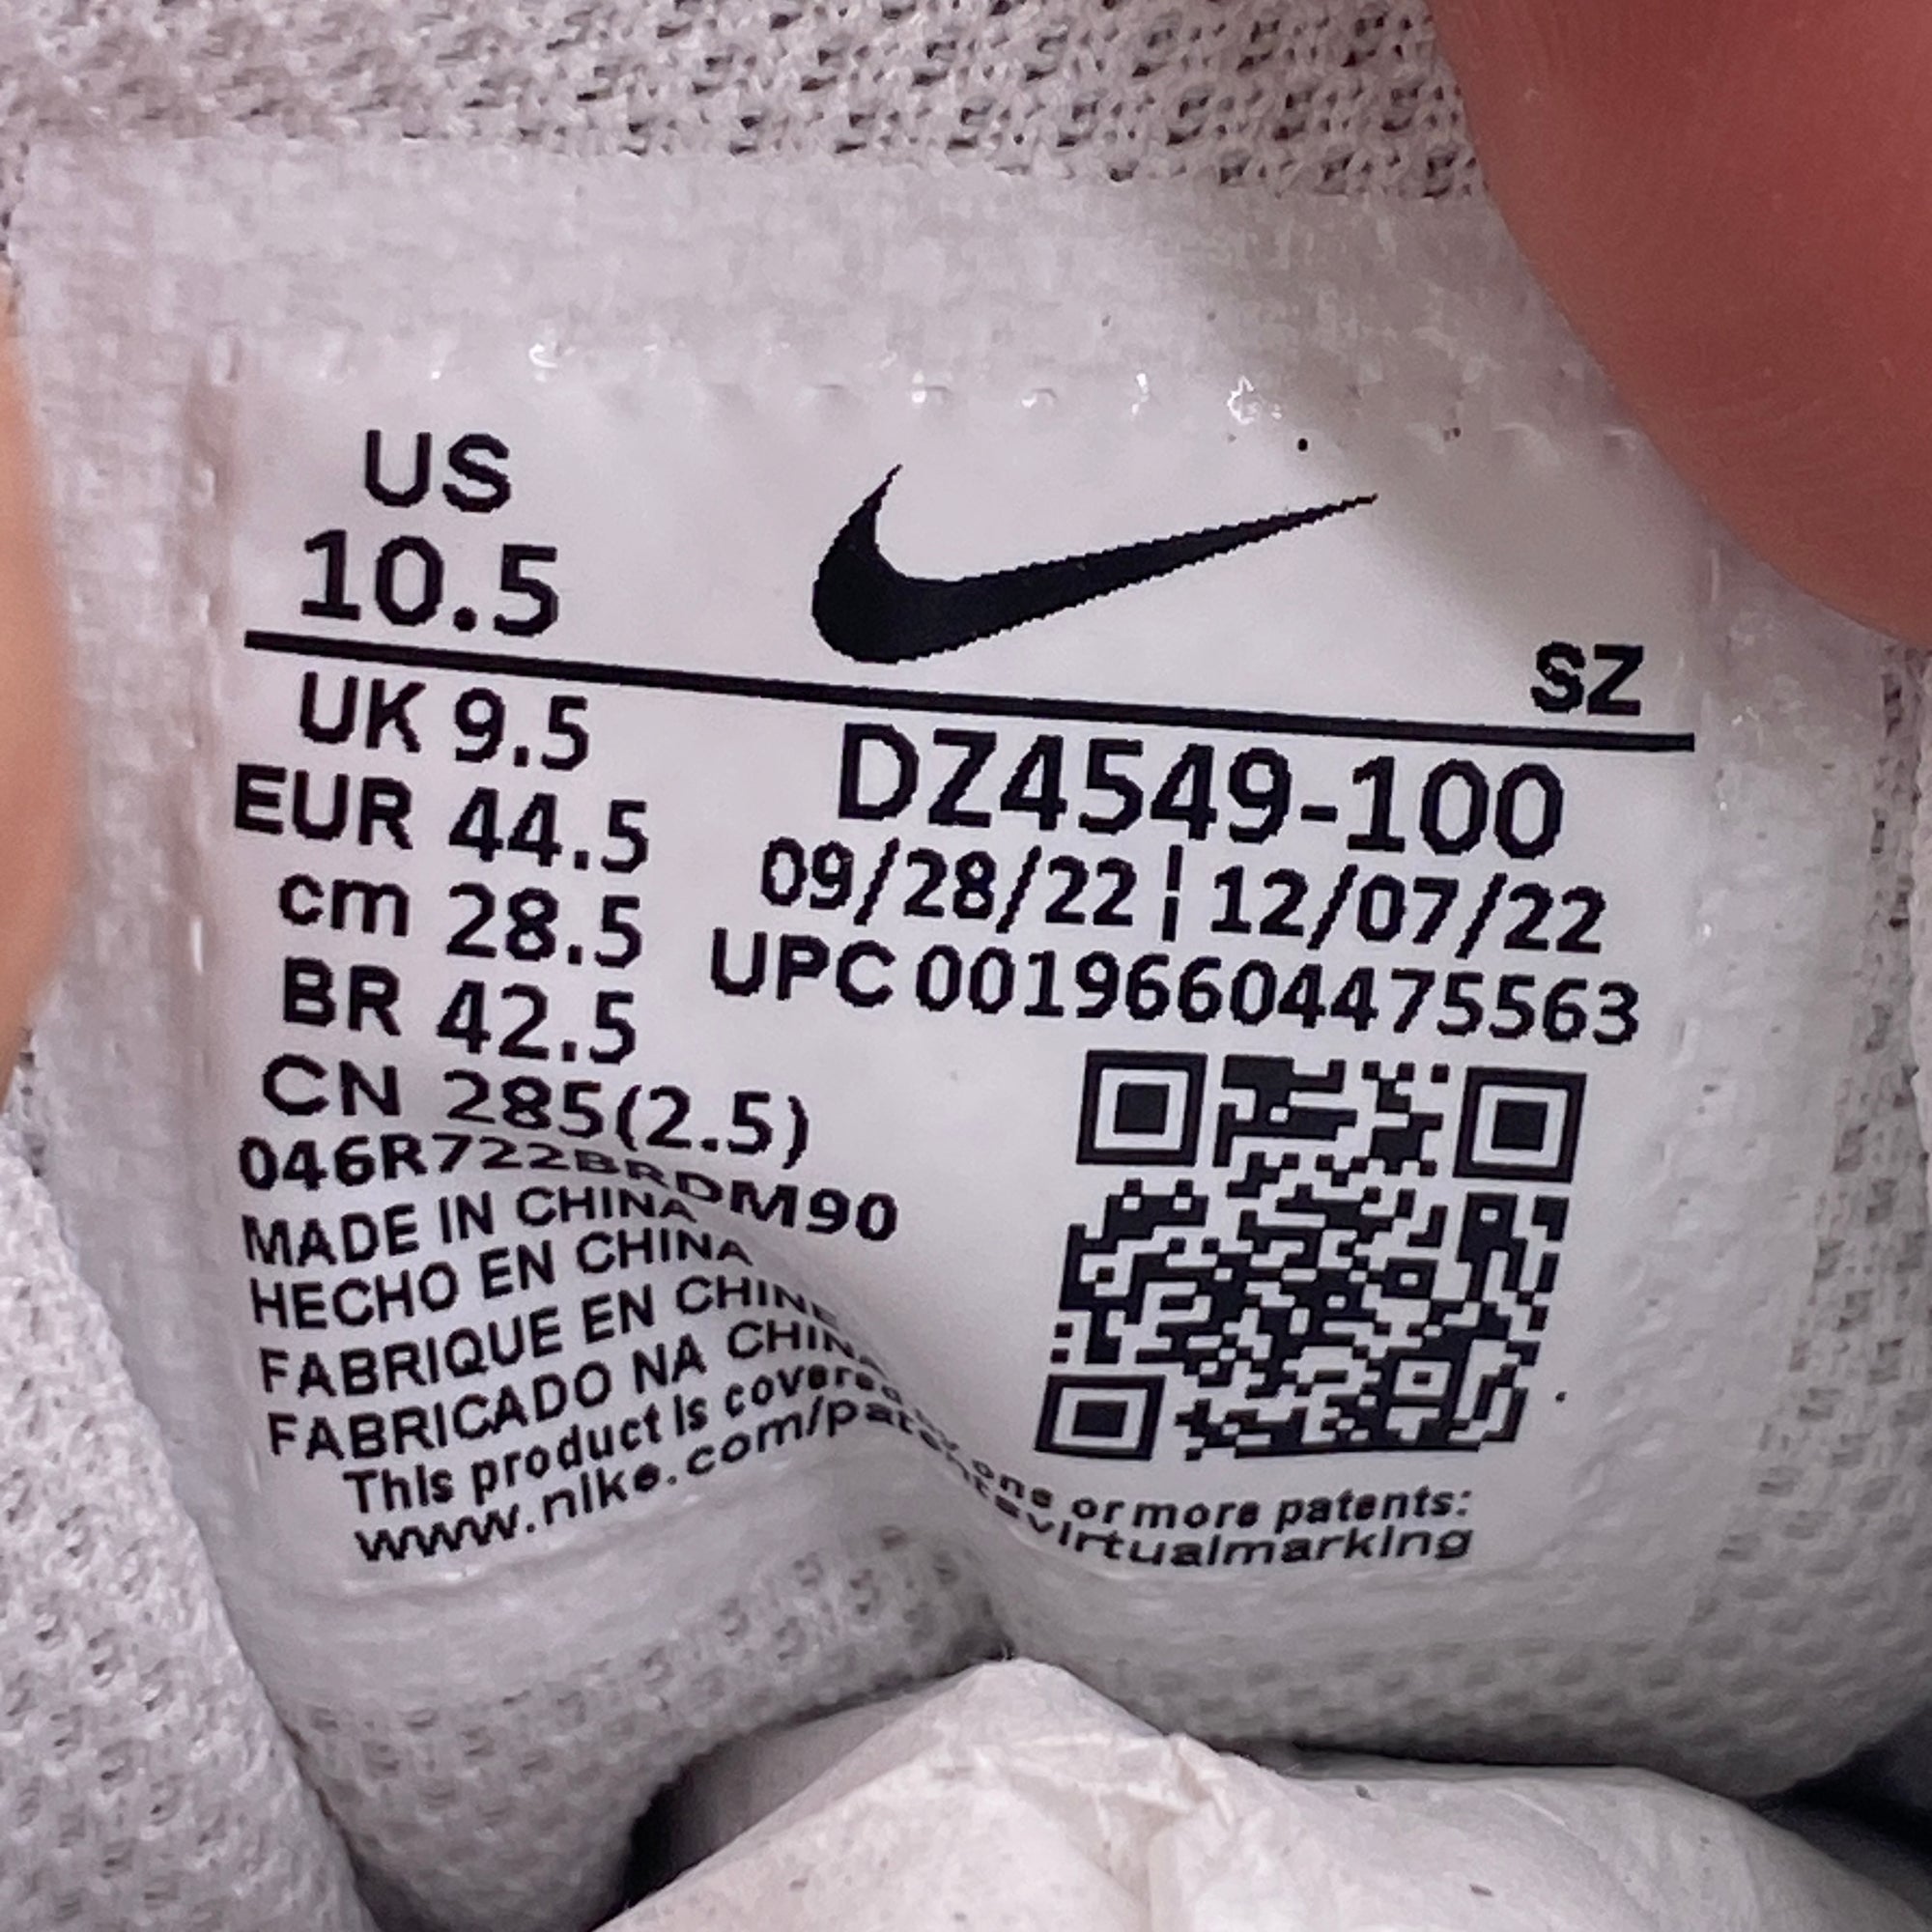 US
10.5
SZ
UK 9.5
EUR 44.5
cm 28.5
BR 42.5
CN 285(2.5)
DZ4549-100
09/28/22 ¦ 12/07/22
UPC 00196604475563
046R722BRDM90
MADE IN CHINA
HECHO EN CHINA
FABRIQUE EN CHINE
FABRICADO NA CHINA
This product is covered one or more patents:
www.nike.com/patentsvirtualmarking